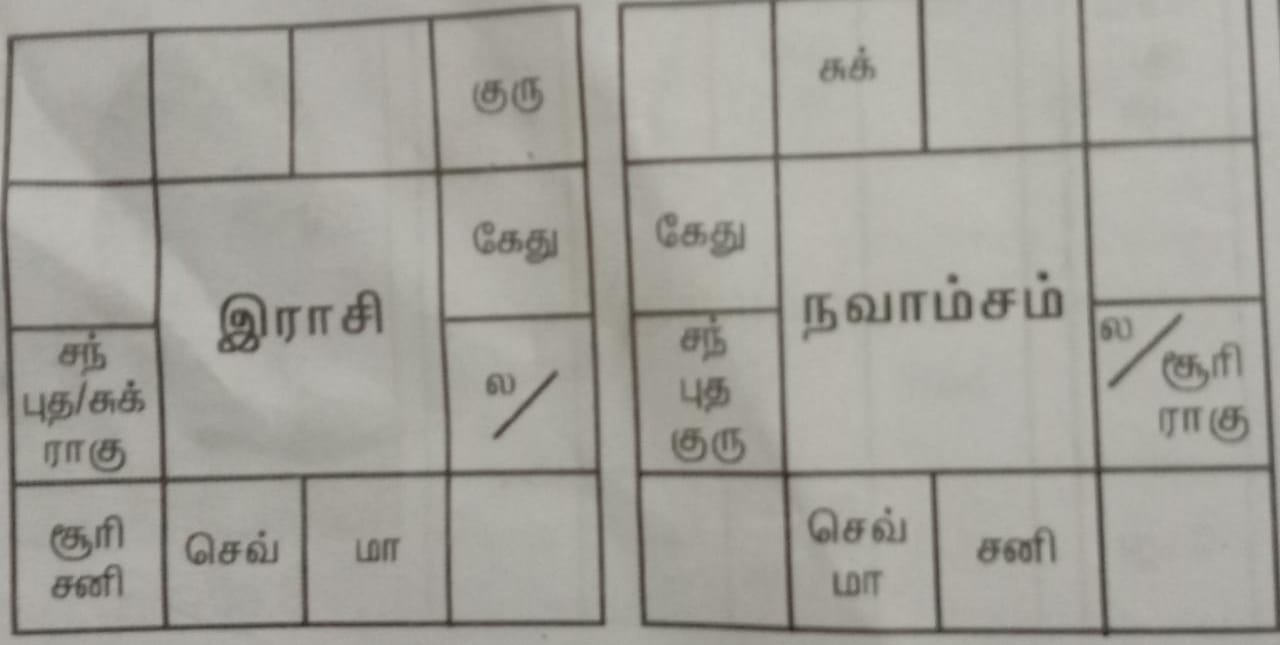 குரு
கேது
இராசி
சந்
புத/சுக்
ராகு
ல/
சூரி
சனி
செவ்
மா
சுக்
கேது
நவாம்சம்
சந்
புத
குரு
ல/
சூரி
ராகு
செவ்
மா
சனி